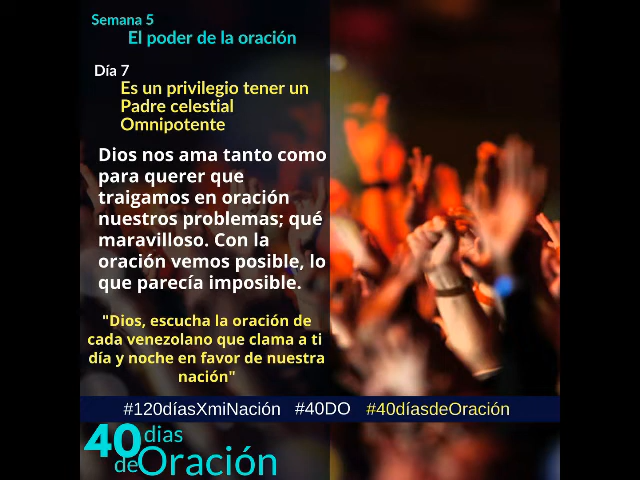 Semana 5
El poder de la oración
Día 7
Es un privilegio tener un
Padre celestial
Omnipotente
Dios nos ama tanto como
para querer que
traigamos en oración
nuestros problemas; qué
maravilloso. Con la
oración vemos posible, lo
que parecía imposible.
"Dios, escucha la oración de
cada venezolano que clama a ti
día y noche en favor de nuestra
nación"
#120díasXmiNación #40DO #40díasdeOración
40 dias
de Oración